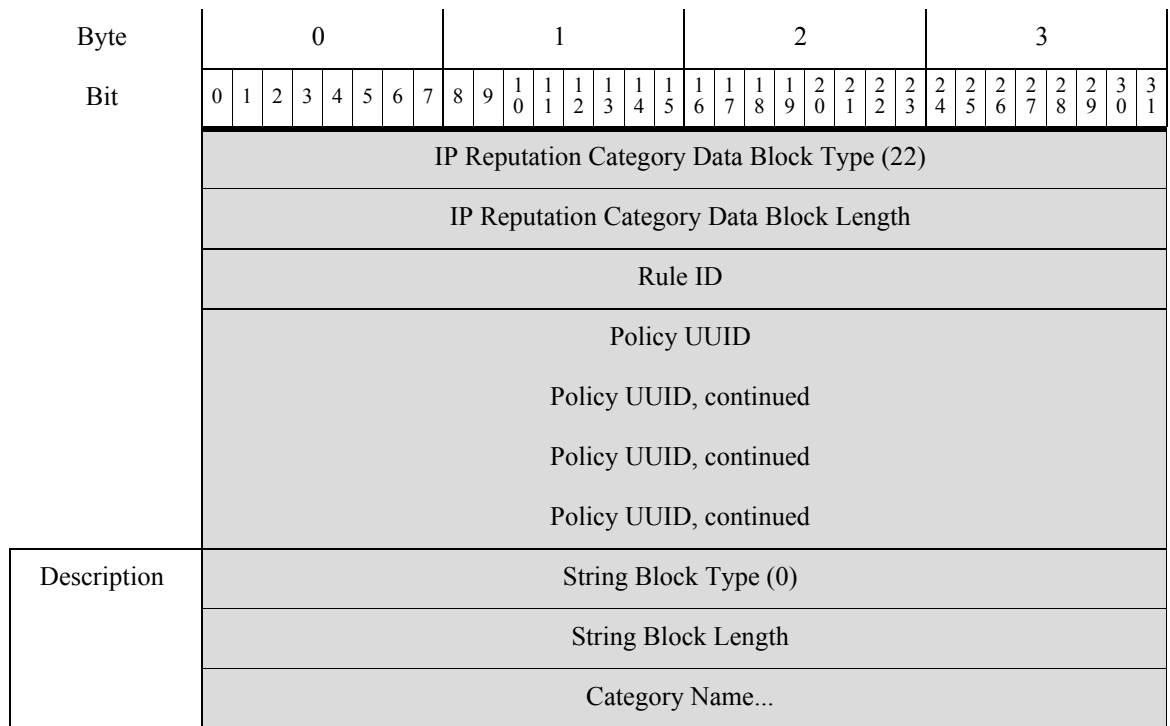 Byte 0 1 2 3
Bit 0 1 2 3 4 5 6 7 8 9 10 11 12 13 14 15 16 17 18 19 20 21 22 23 24 25 26 27 28 29 30 31
IP Reputation Category Data Block Type (22)
IP Reputation Category Data Block Length
Rule ID
Policy UUID
Policy UUID, continued
Policy UUID, continued
Policy UUID, continued
Description String Block Type (0)
String Block Length
Category Name...